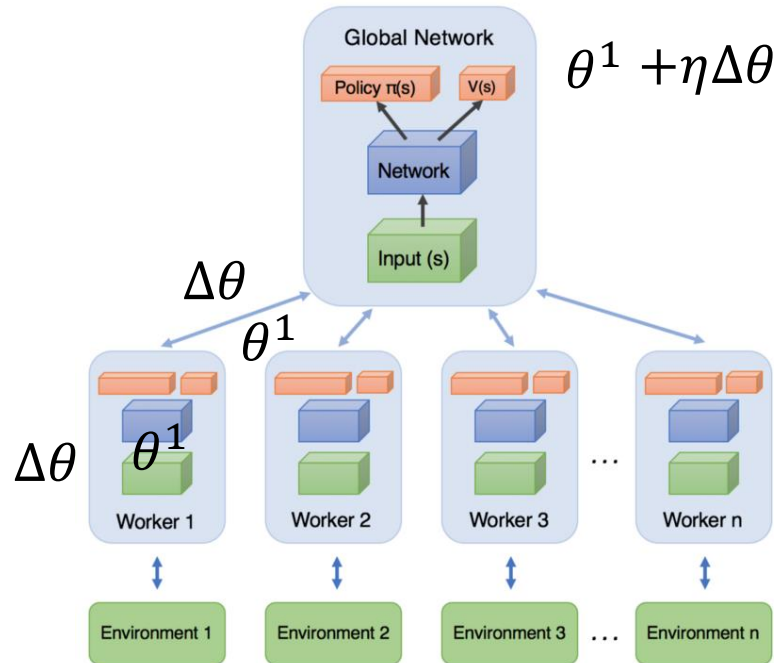 Global Network
θ¹ +ηΔθ
Policy π(s)
V(s)
Network
Input (s)
Δθ
θ¹
Δθ
θ¹
...
Worker 1
Worker 2
Worker 3
Worker n
Environment 1
Environment 2
Environment 3
...
Environment n